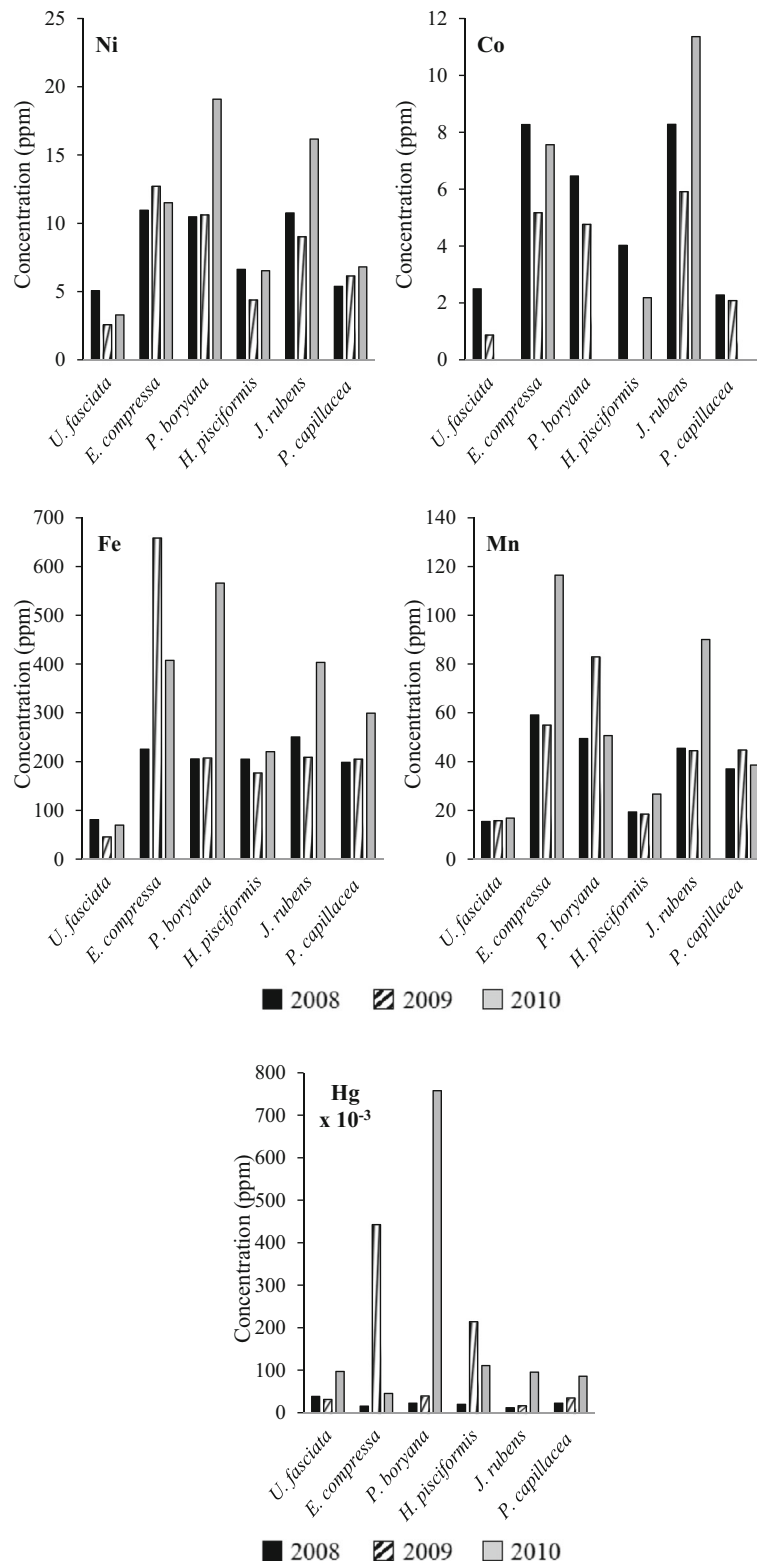 Ni
Concentration (ppm)
25
20
15
10
5
0
U. fasciata
E. compressa
P. boryana
H. pisciformis
J. rubens
P. capillacea
Co
Concentration (ppm)
12
10
8
6
4
2
0
U. fasciata
E. compressa
P. boryana
H. pisciformis
J. rubens
P. capillacea
Fe
Concentration (ppm)
700
600
500
400
300
200
100
0
U. fasciata
E. compressa
P. boryana
H. pisciformis
J. rubens
P. capillacea
Mn
Concentration (ppm)
140
120
100
80
60
40
20
0
U. fasciata
E. compressa
P. boryana
H. pisciformis
J. rubens
P. capillacea
2008 2009 2010
Hg
x 10⁻³
Concentration (ppm)
800
700
600
500
400
300
200
100
0
U. fasciata
E. compressa
P. boryana
H. pisciformis
J. rubens
P. capillacea
2008 2009 2010